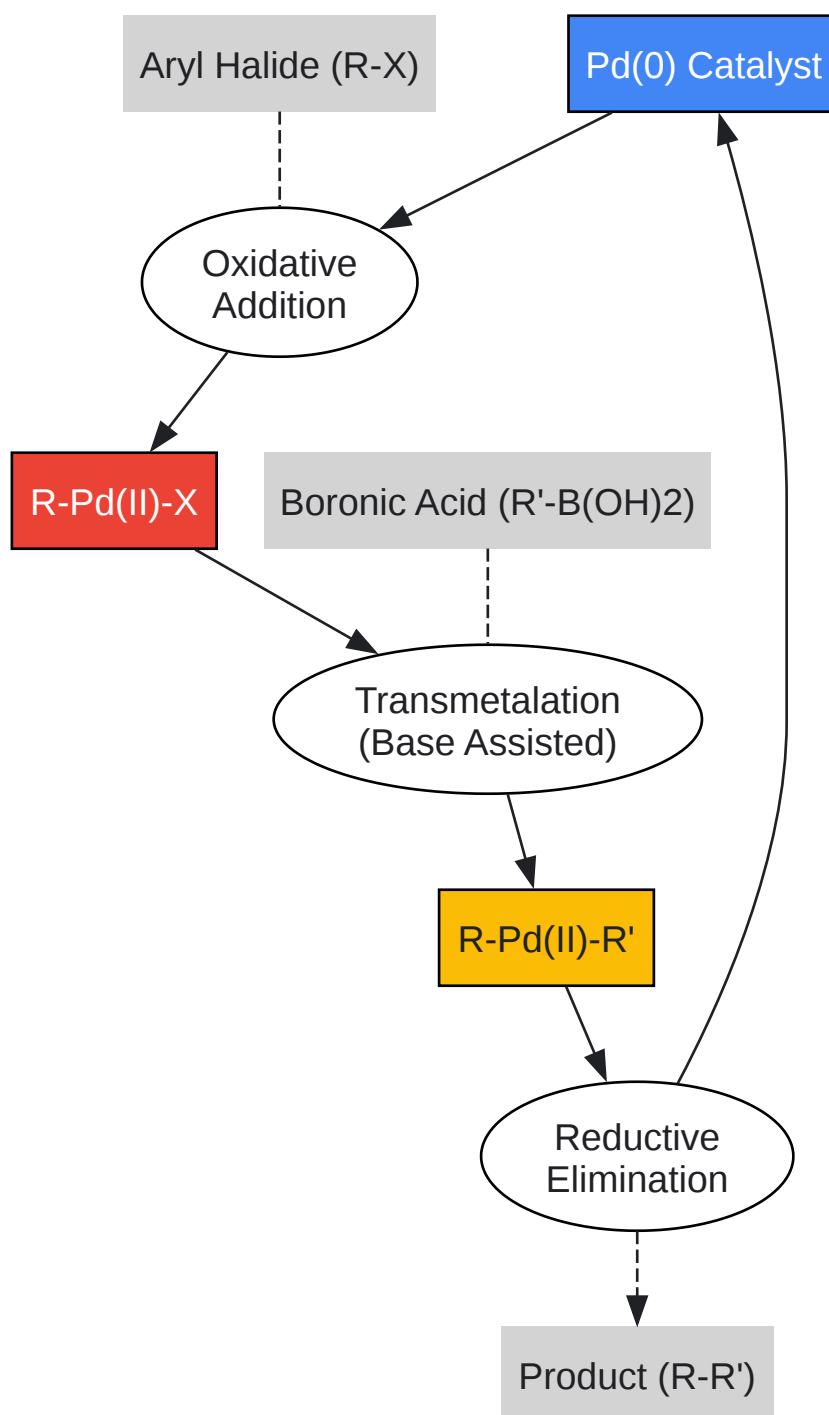 Aryl Halide (R-X)
Pd(0) Catalyst
Oxidative
Addition
R-Pd(II)-X
Boronic Acid (R'-B(OH)2)
Transmetalation
(Base Assisted)
R-Pd(II)-R'
Reductive
Elimination
Product (R-R')